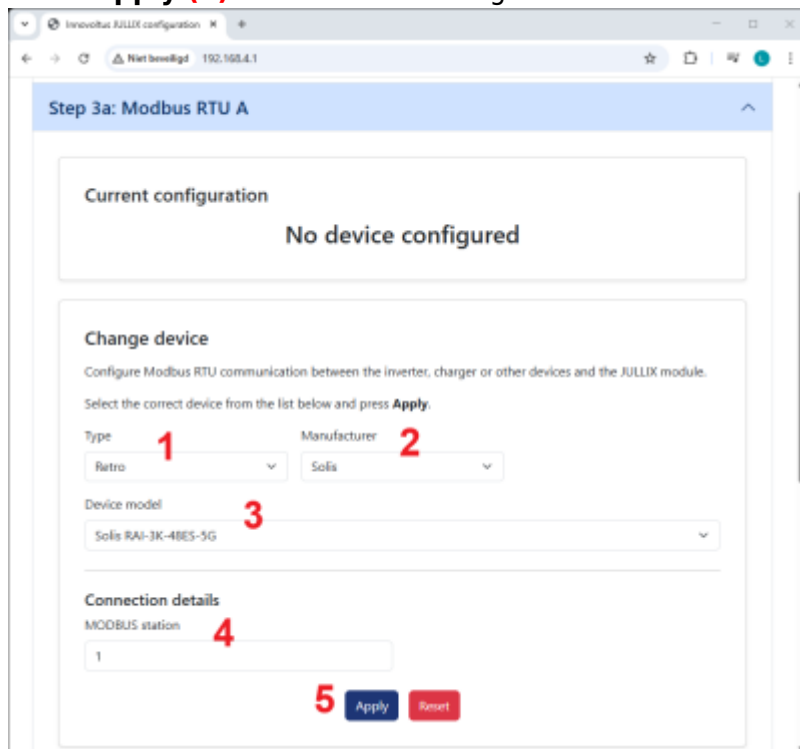 Innovoltus JULLIX configuration
Niet beveiligd 192.168.4.1
L
Step 3a: Modbus RTU A
Current configuration
No device configured
Change device
Configure Modbus RTU communication between the inverter, charger or other devices and the JULLIX module.
Select the correct device from the list below and press Apply.
Type 1 Manufacturer 2
Retro Solis
Device model 3
Solis RAI-3K-48ES-5G
Connection details
MODBUS station 4
1
5 Apply Reset